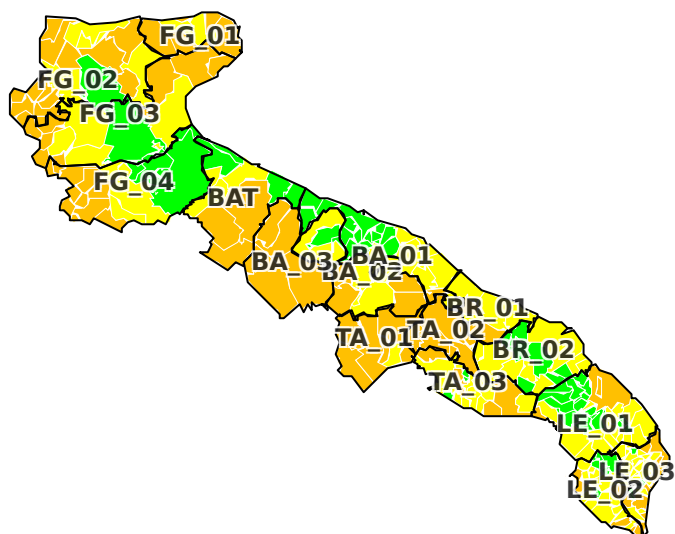 FG_01
FG_02
FG_03
FG_04
BAT
BA_01
BA_03
BA_02
BR_01
TA_02
TA_01
BR_02
TA_03
LE_01
LE_03
LE_02